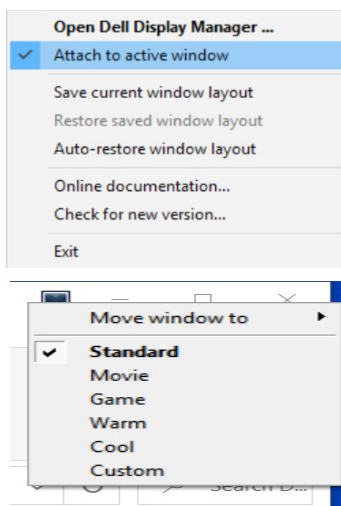 Open Dell Display Manager ...
Attach to active window
Save current window layout
Restore saved window layout
Auto-restore window layout
Online documentation...
Check for new version...
Exit
Move window to
Standard
Movie
Game
Warm
Cool
Custom
Search D...